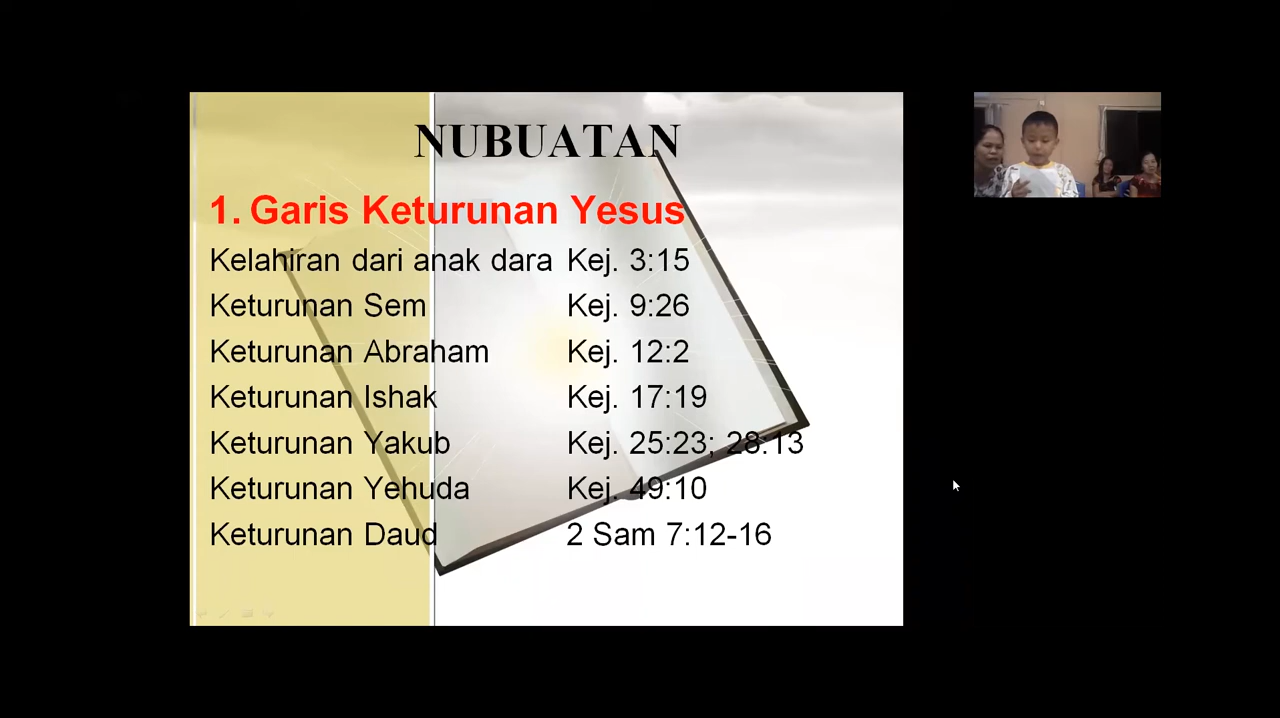 NUBUATAN
1. Garis Keturunan Yesus
Kelahiran dari anak dara Kej. 3:15
Keturunan Sem Kej. 9:26
Keturunan Abraham Kej. 12:2
Keturunan Ishak Kej. 17:19
Keturunan Yakub Kej. 25:23; 28:13
Keturunan Yehuda Kej. 49:10
Keturunan Daud 2 Sam 7:12-16